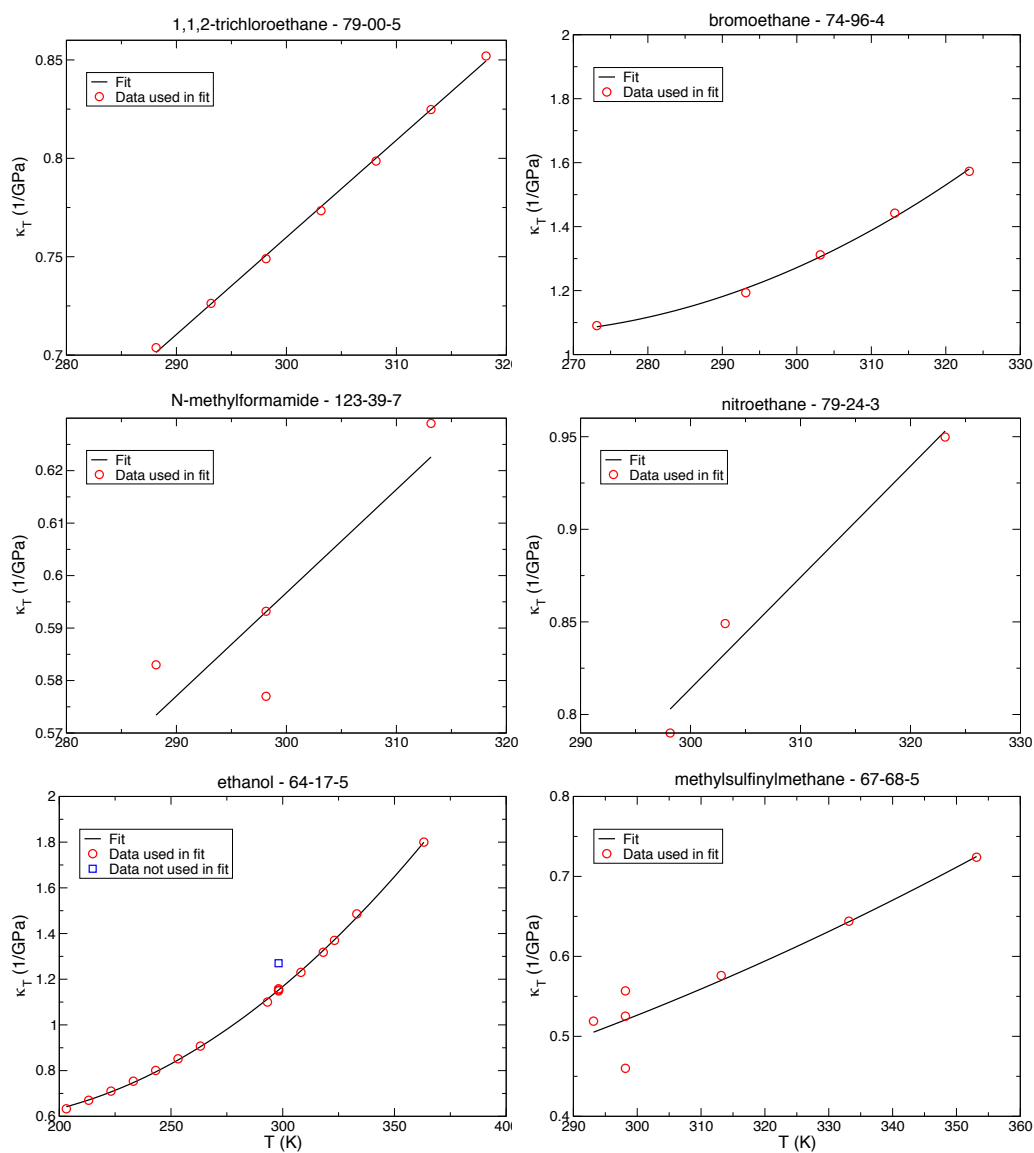 1,1,2-trichloroethane - 79-00-5
0.85
0.8
0.75
0.7
κT (1/GPa)
Fit
Data used in fit
280 290 300 310 320
bromoethane - 74-96-4
2
1.8
1.6
1.4
1.2
1
κT (1/GPa)
Fit
Data used in fit
270 280 290 300 310 320 330
N-methylformamide - 123-39-7
0.62
0.61
0.6
0.59
0.58
0.57
κT (1/GPa)
Fit
Data used in fit
280 290 300 310 320
nitroethane - 79-24-3
0.95
0.9
0.85
0.8
κT (1/GPa)
Fit
Data used in fit
290 300 310 320 330
ethanol - 64-17-5
2
1.8
1.6
1.4
1.2
1
0.8
0.6
κT (1/GPa)
Fit
Data used in fit
Data not used in fit
200 250 300 350 400
T (K)
methylsulfinylmethane - 67-68-5
0.8
0.7
0.6
0.5
0.4
κT (1/GPa)
Fit
Data used in fit
290 300 310 320 330 340 350 360
T (K)